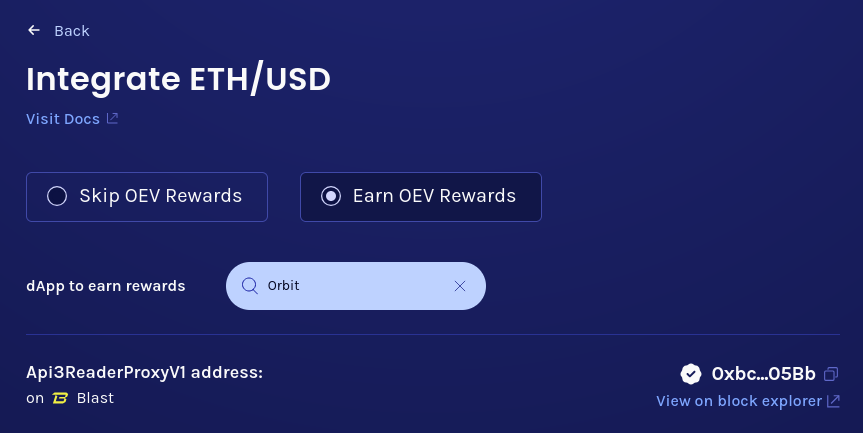 Back
Integrate ETH/USD
Visit Docs
Skip OEV Rewards
Earn OEV Rewards
dApp to earn rewards
Orbit
Api3ReaderProxyV1 address:
on Blast
0xbc...05Bb
View on block explorer